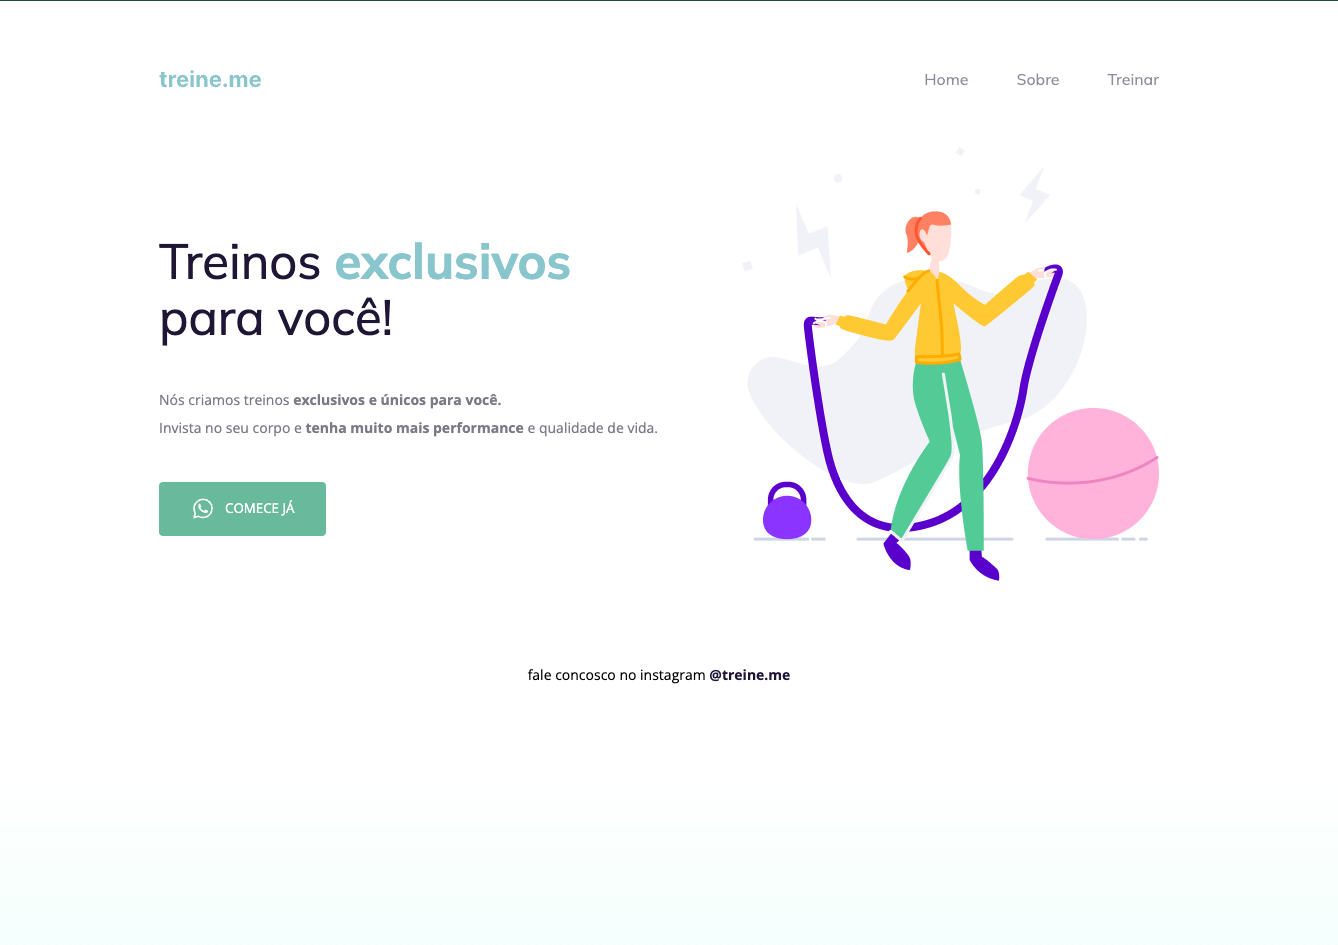 treine.me
Home Sobre Treinar
Treinos exclusivos
para você!
Nós criamos treinos exclusivos e únicos para você.
Invista no seu corpo e tenha muito mais performance e qualidade de vida.
COMECE JÁ
fale concosco no instagram @treine.me